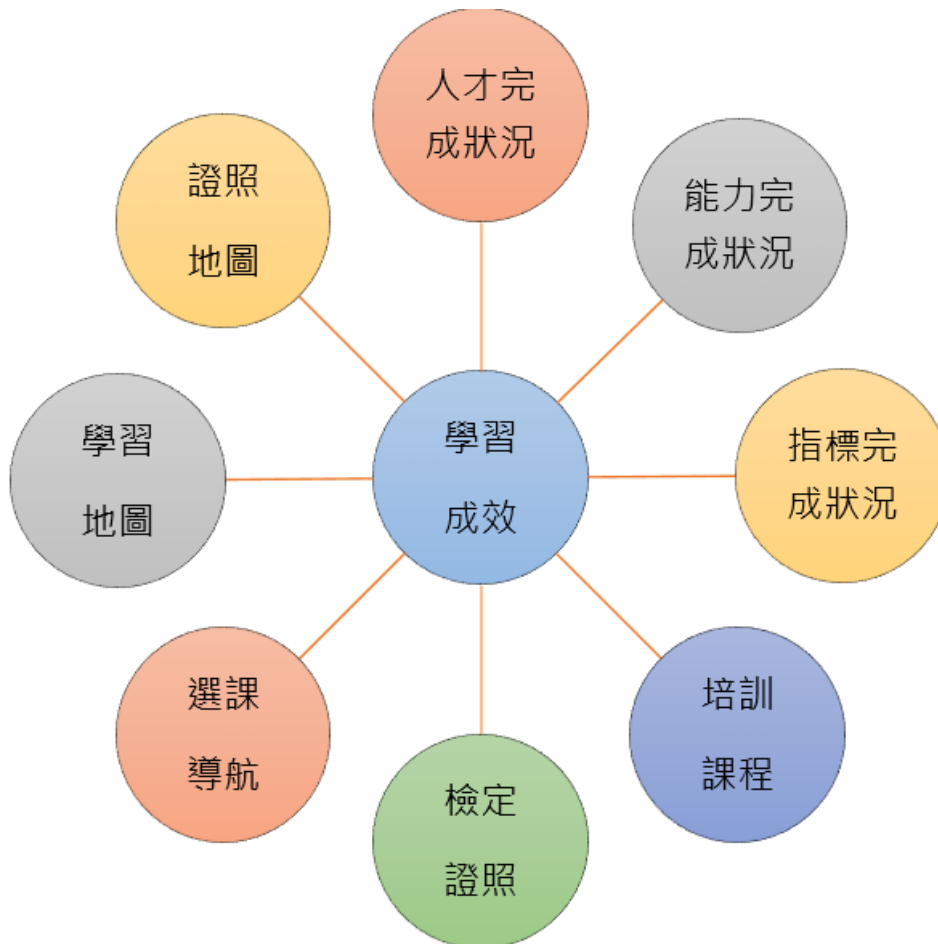 人才完
成狀況
能力完
成狀況
指標完
成狀況
培訓
課程
檢定
證照
選課
導航
學習
地圖
證照
地圖
學習
成效